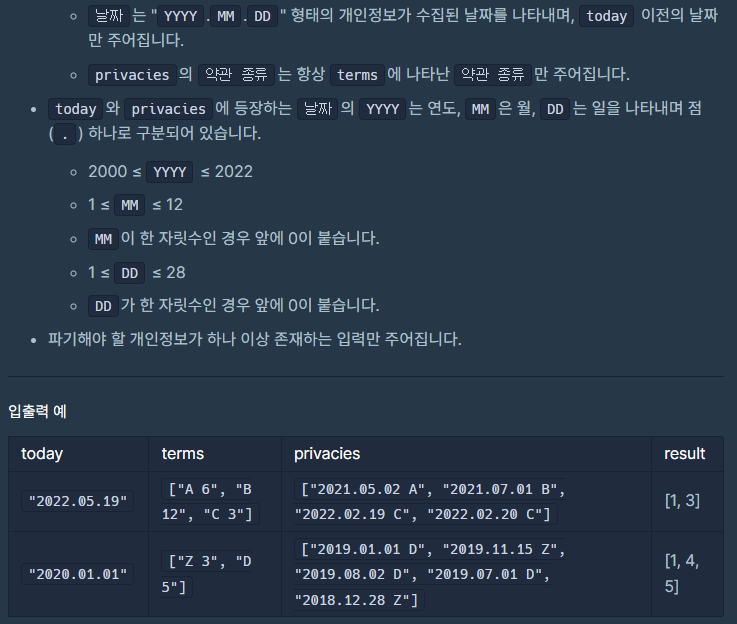 날짜 는 " YYYY . MM . DD " 형태의 개인정보가 수집된 날짜를 나타내며, today 이전의 날짜
만 주어집니다.
privacies 의 약관 종류 는 항상 terms 에 나타난 약관 종류 만 주어집니다.
today 와 privacies 에 등장하는 날짜 의 YYYY 는 연도, MM 은 월, DD 는 일을 나타내며 점
( . ) 하나로 구분되어 있습니다.
2000 ≤ YYYY ≤ 2022
1 ≤ MM ≤ 12
MM 이 한 자릿수인 경우 앞에 0이 붙습니다.
1 ≤ DD ≤ 28
DD 가 한 자릿수인 경우 앞에 0이 붙습니다.
파기해야 할 개인정보가 하나 이상 존재하는 입력만 주어집니다.
입출력 예
today terms privacies result
"2022.05.19" ["A 6", "B 12", "C 3"] ["2021.05.02 A", "2021.07.01 B", "2022.02.19 C", "2022.02.20 C"] [1, 3]
"2020.01.01" ["Z 3", "D 5"] ["2019.01.01 D", "2019.11.15 Z", "2019.08.02 D", "2019.07.01 D", "2018.12.28 Z"] [1, 4, 5]